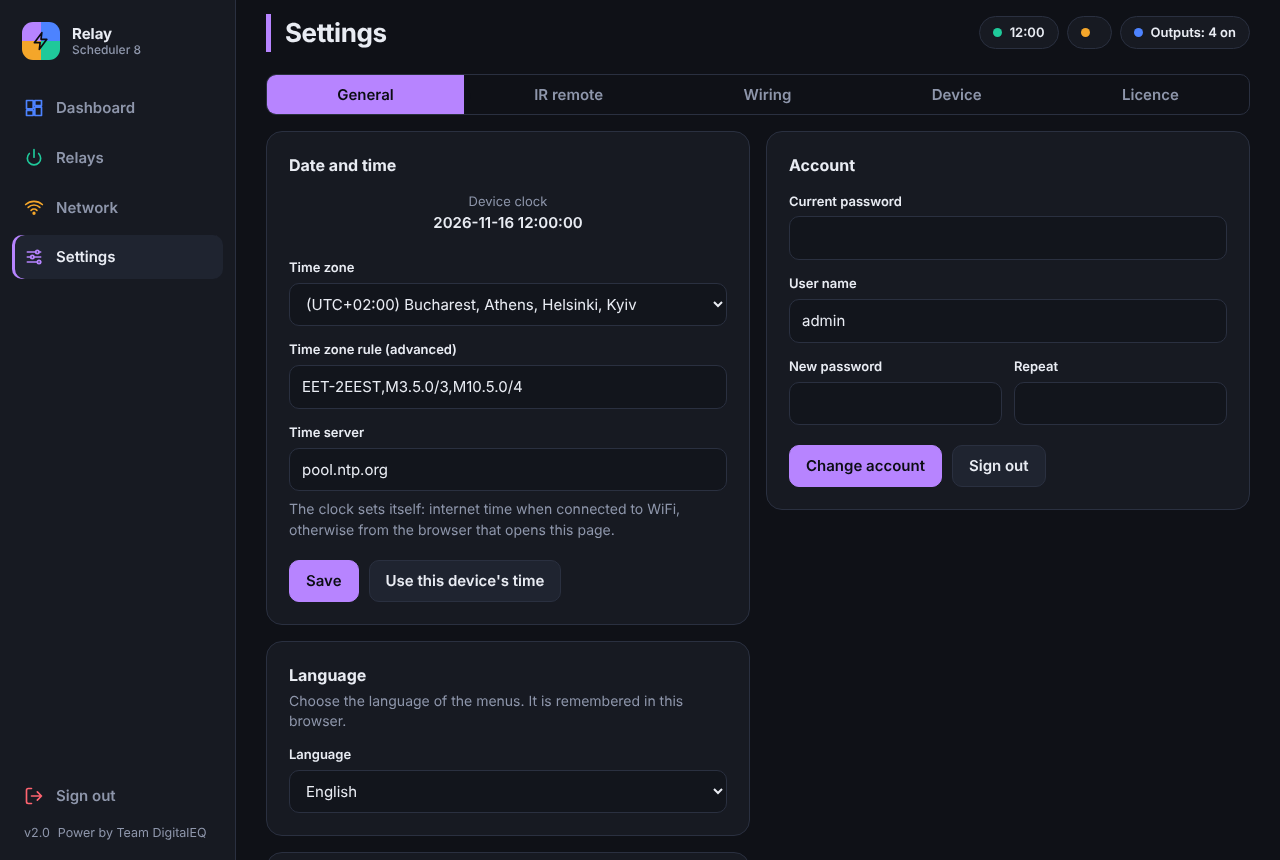 Relay
Scheduler 8
Dashboard
Relays
Network
Settings
Sign out
v2.0 Power by Team DigitalEQ
Settings
12:00
Outputs: 4 on
General
IR remote
Wiring
Device
Licence
Date and time
Device clock
2026-11-16 12:00:00
Time zone
(UTC+02:00) Bucharest, Athens, Helsinki, Kyiv
Time zone rule (advanced)
EET-2EEST,M3.5.0/3,M10.5.0/4
Time server
pool.ntp.org
The clock sets itself: internet time when connected to WiFi,
otherwise from the browser that opens this page.
Save
Use this device's time
Language
Choose the language of the menus. It is remembered in this
browser.
Language
English
Account
Current password
User name
admin
New password
Repeat
Change account
Sign out